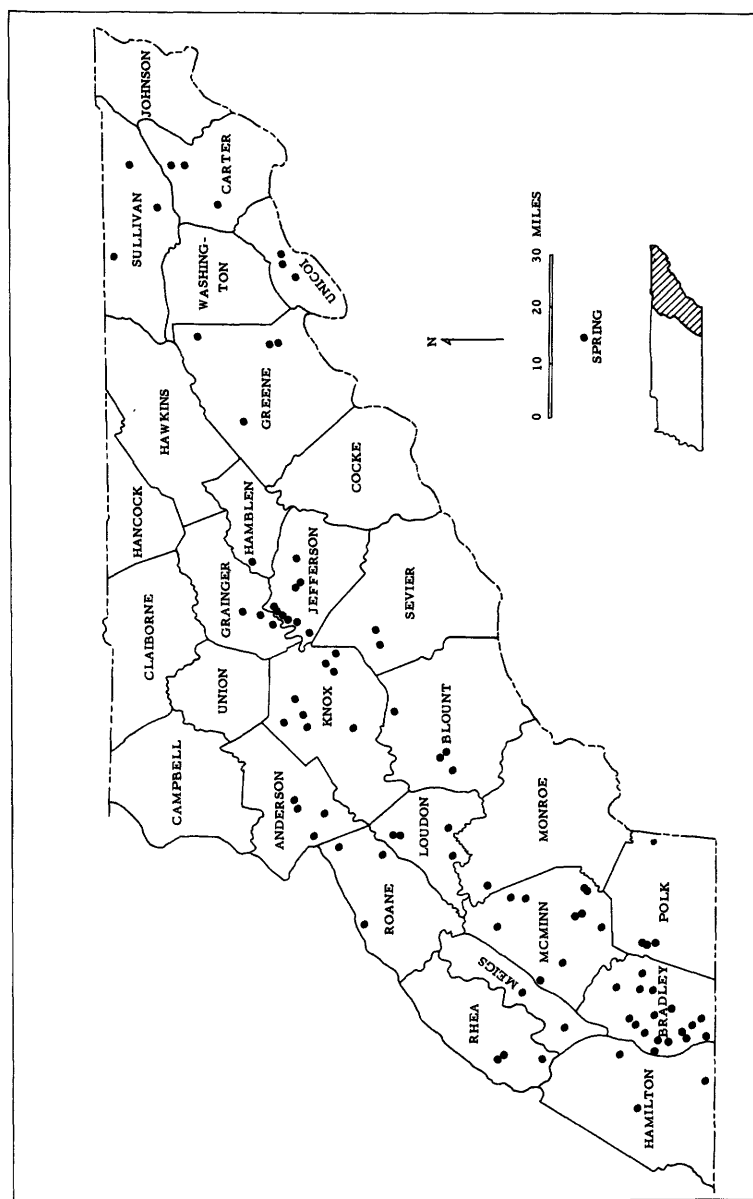 JOHNSON
SULLIVAN
CARTER
WASHING-
TON
UNICOI
HAWKINS
GREENE
HANCOCK
HAMBLEN
COCKE
CLAIBORNE
GRAINGER
JEFFERSON
UNION
SEVIER
CAMPBELL
KNOX
ANDERSON
BLOUNT
LOUDON
MONROE
ROANE
MCMINN
POLK
MEIGS
RHEA
BRADLEY
HAMILTON
N
0 10 20 30 MILES
SPRING